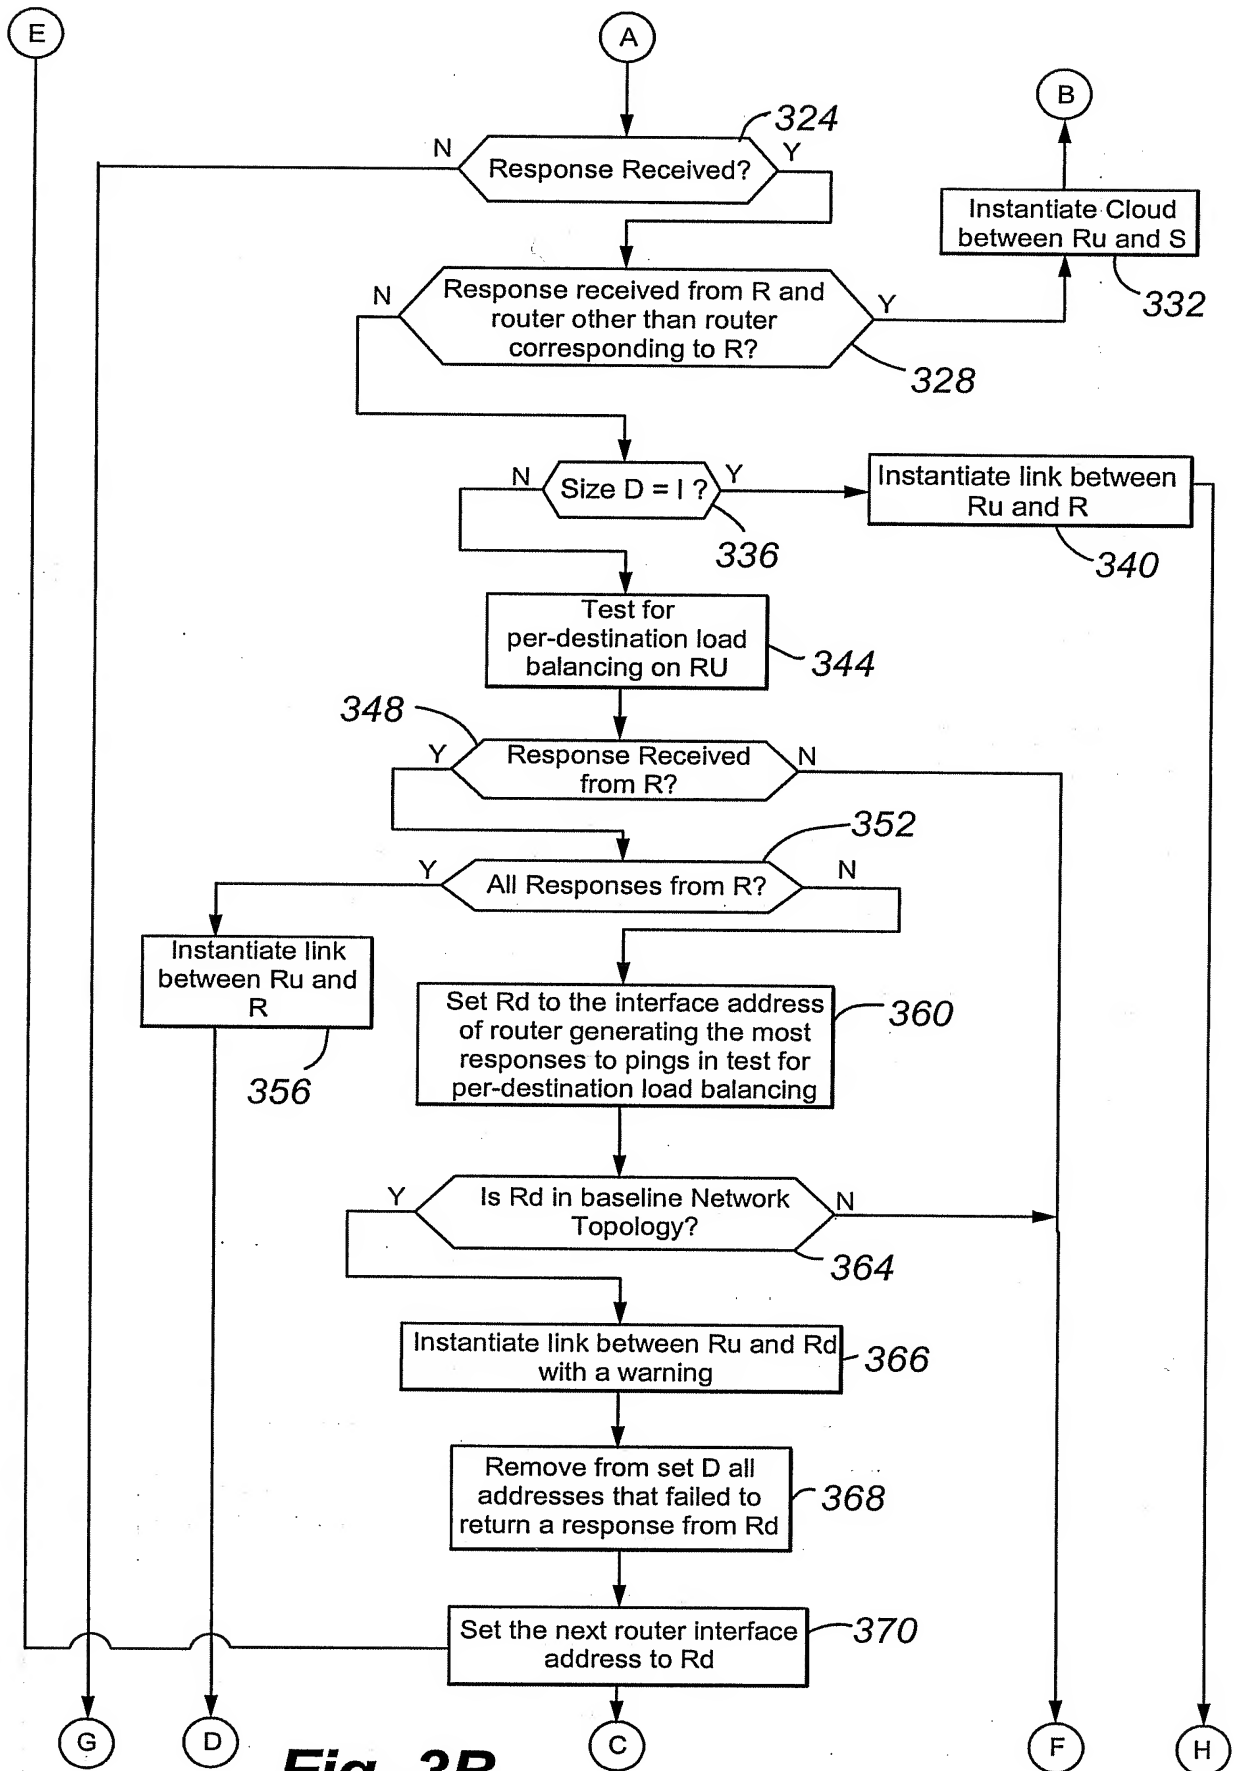 E
A
B
324
N
Response Received?
Y
Instantiate Cloud
between Ru and S
332
N
Response received from R and
router other than router
corresponding to R?
Y
328
N
Size D = I ?
Y
336
Instantiate link between
Ru and R
340
Test for
per-destination load
balancing on RU
344
348
Y
Response Received
from R?
N
352
Y
All Responses from R?
N
Instantiate link
between Ru and
R
356
Set Rd to the interface address
of router generating the most
responses to pings in test for
per-destination load balancing
360
Y
Is Rd in baseline Network
Topology?
N
364
Instantiate link between Ru and Rd
with a warning
366
Remove from set D all
addresses that failed to
return a response from Rd
368
Set the next router interface
address to Rd
370
G
D
C
F
H
Fig. 3B